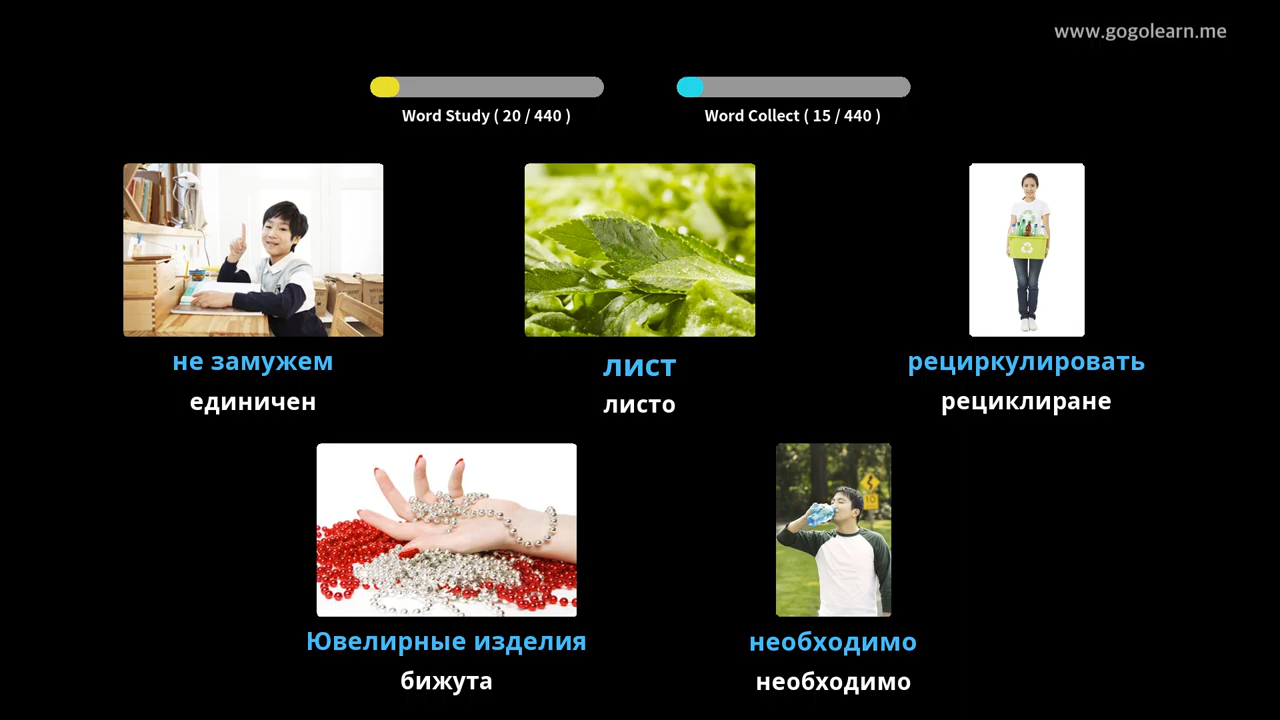 www.gogolearn.me
Word Study ( 20 / 440 )
Word Collect ( 15 / 440 )
не замужем
единичен
лист
листо
рециркулировать
рециклиране
Ювелирные изделия
бижута
необходимо
необходимо